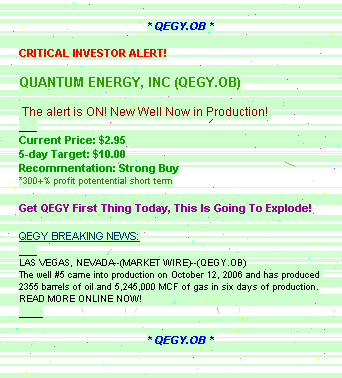 * QEGY.OB *
CRITICAL INVESTOR ALERT!
QUANTUM ENERGY, INC (QEGY.OB)
The alert is ON! New Well Now in Production!
Current Price: $2.95
5-day Target: $10.00
Recommentation: Strong Buy
*300+% profit potentential short term
Get QEGY First Thing Today, This Is Going To Explode!
QEGY BREAKING NEWS:
LAS VEGAS, NEVADA--(MARKET WIRE)--(QEGY.OB)
The well #5 came into production on October 12, 2006 and has produced
2355 barrels of oil and 5,245,000 MCF of gas in six days of production.
READ MORE ONLINE NOW!
* QEGY.OB *